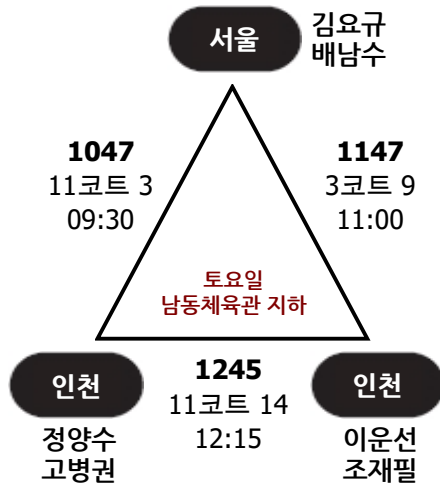 서울
김요규
배남수
1047
11코트 3
09:30
1147
3코트 9
11:00
토요일
남동체육관 지하
인천
정양수
고병권
1245
11코트 14
12:15
인천
이운선
조재필